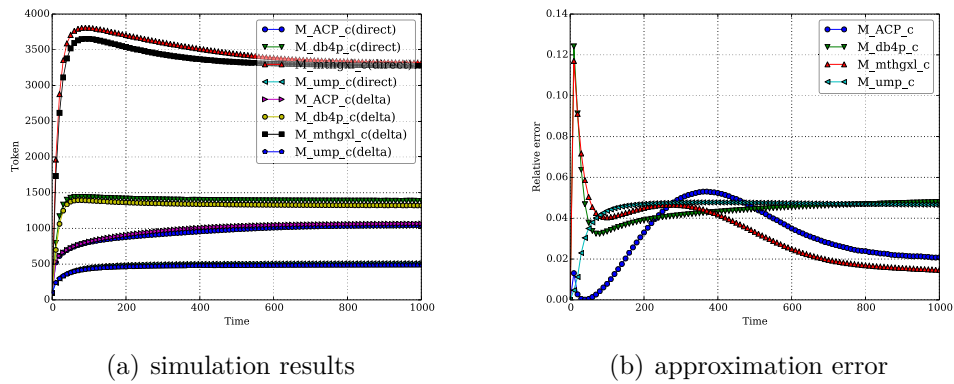 4000
3500
3000
2500
2000
1500
1000
500
0
Token
0
200
400
600
800
1000
Time
M_ACP_c(direct)
M_db4p_c(direct)
M_mthgxl_c(direct)
M_ump_c(direct)
M_ACP_c(delta)
M_db4p_c(delta)
M_mthgxl_c(delta)
M_ump_c(delta)
(a) simulation results
0.14
0.12
0.10
0.08
0.06
0.04
0.02
0.00
Relative error
0
200
400
600
800
1000
Time
M_ACP_c
M_db4p_c
M_mthgxl_c
M_ump_c
(b) approximation error